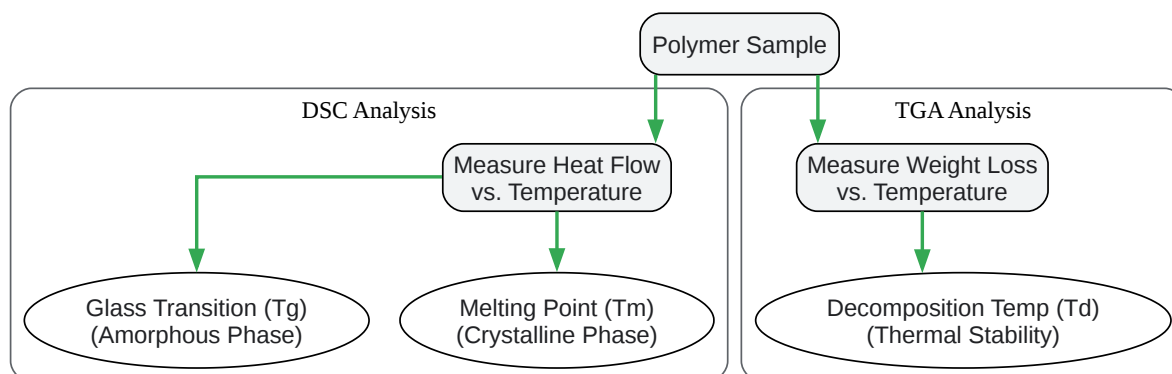 Polymer Sample
DSC Analysis
TGA Analysis
Measure Heat Flow
vs. Temperature
Measure Weight Loss
vs. Temperature
Glass Transition (Tg)
(Amorphous Phase)
Melting Point (Tm)
(Crystalline Phase)
Decomposition Temp (Td)
(Thermal Stability)